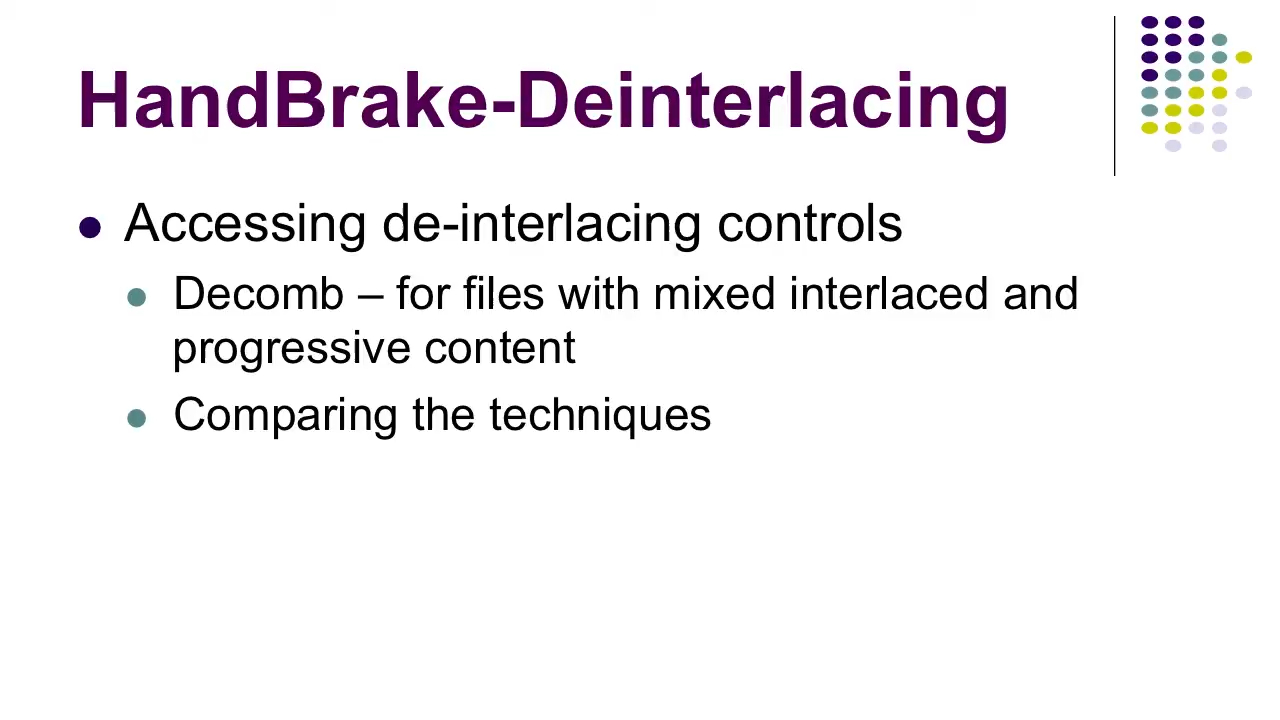 HandBrake-Deinterlacing
Accessing de-interlacing controls
Decomb – for files with mixed interlaced and
progressive content
Comparing the techniques